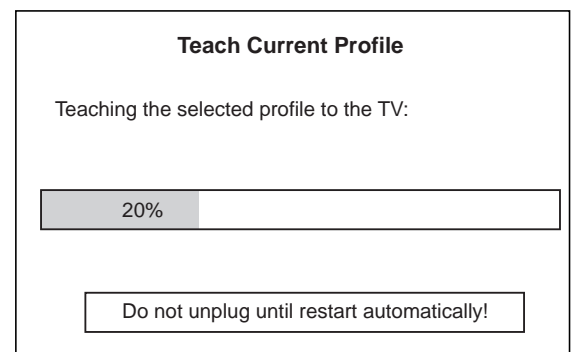 Teach Current Profile
Teaching the selected profile to the TV:
20%
Do not unplug until restart automatically!